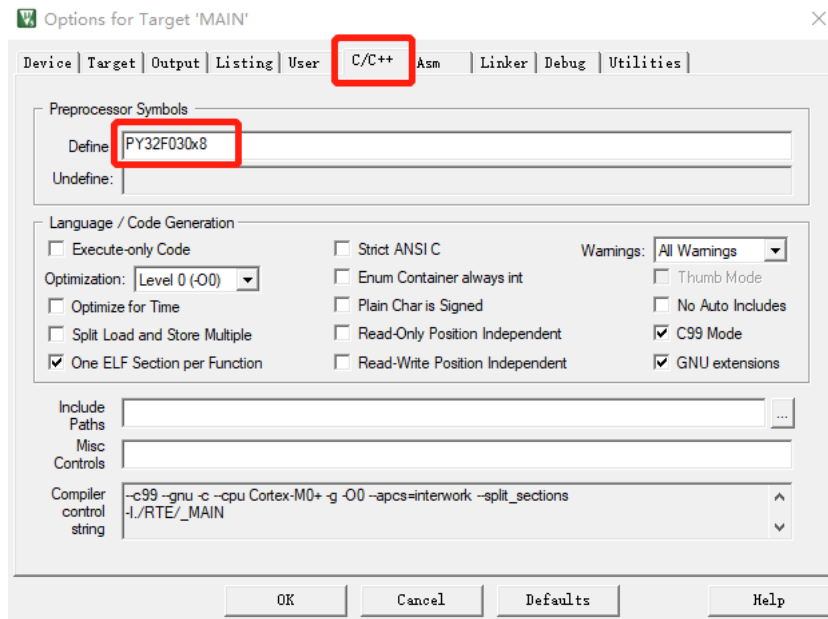 Options for Target 'MAIN'
Device Target Output Listing User C/C++ Asm Linker Debug Utilities
Preprocessor Symbols
Define PY32F030x8
Undefine:
Language / Code Generation
Execute-only Code Strict ANSI C Warnings: All Warnings
Optimization: Level 0 (-O0) Enum Container always int Thumb Mode
Optimize for Time Plain Char is Signed No Auto Includes
Split Load and Store Multiple Read-Only Position Independent C99 Mode
One ELF Section per Function Read-Write Position Independent GNU extensions
Include Paths ...
Misc Controls
Compiler control string
--c99 --gnu -c --cpu Cortex-M0+ -g -O0 --apcs=interwork --split_sections
-I./RTE/_MAIN
OK Cancel Defaults Help